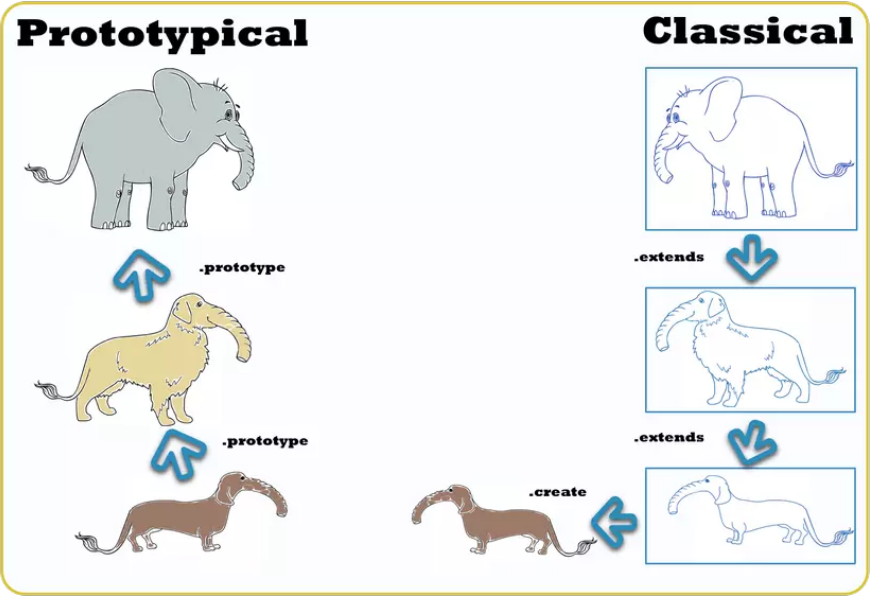 Prototypical
Classical
.prototype
.extends
.prototype
.extends
.create